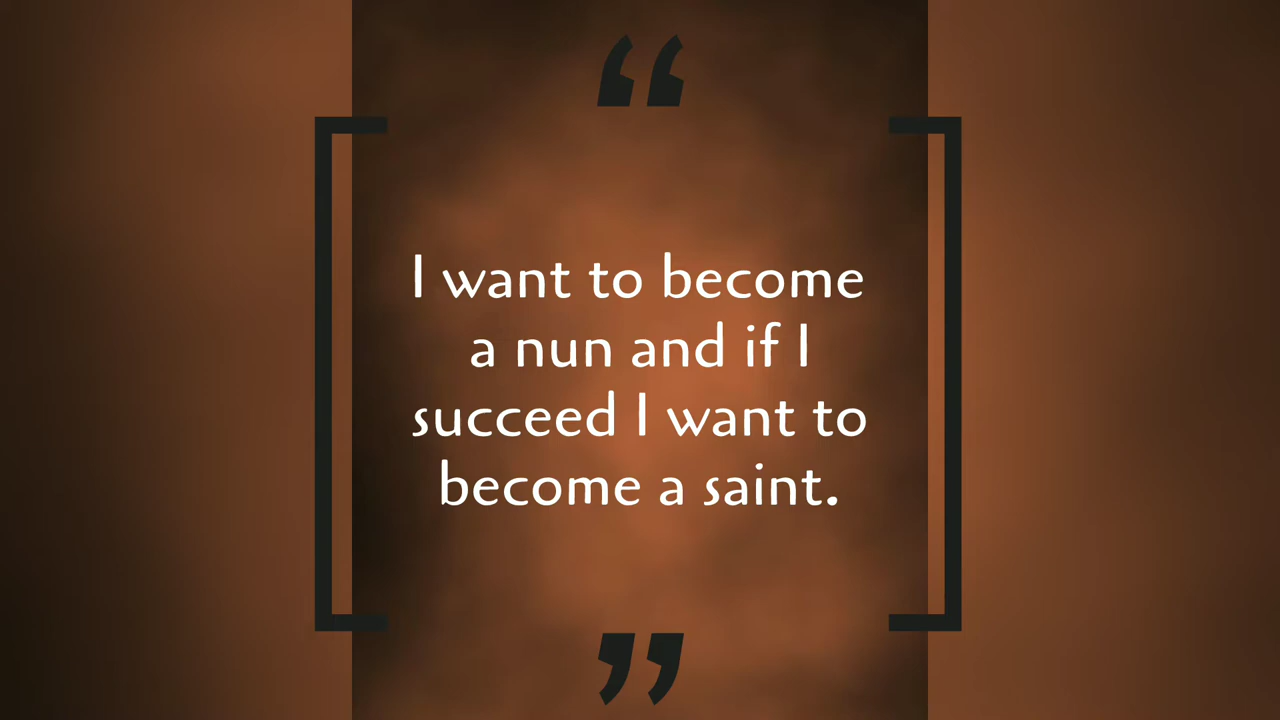 “
I want to become
a nun and if I
succeed I want to
become a saint.
”